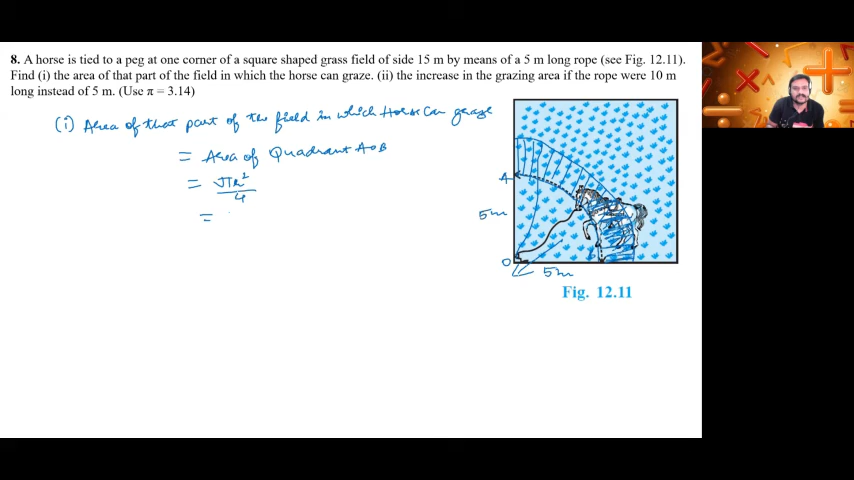 8. A horse is tied to a peg at one corner of a square shaped grass field of side 15 m by means of a 5 m long rope (see Fig. 12.11).
Find (i) the area of that part of the field in which the horse can graze. (ii) the increase in the grazing area if the rope were 10 m
long instead of 5 m. (Use π = 3.14)
(i) Area of that part of the field in which Horse can graze
= Area of Quadrant AOB
= πr²/4
=
A
5m
O
5m
Fig. 12.11